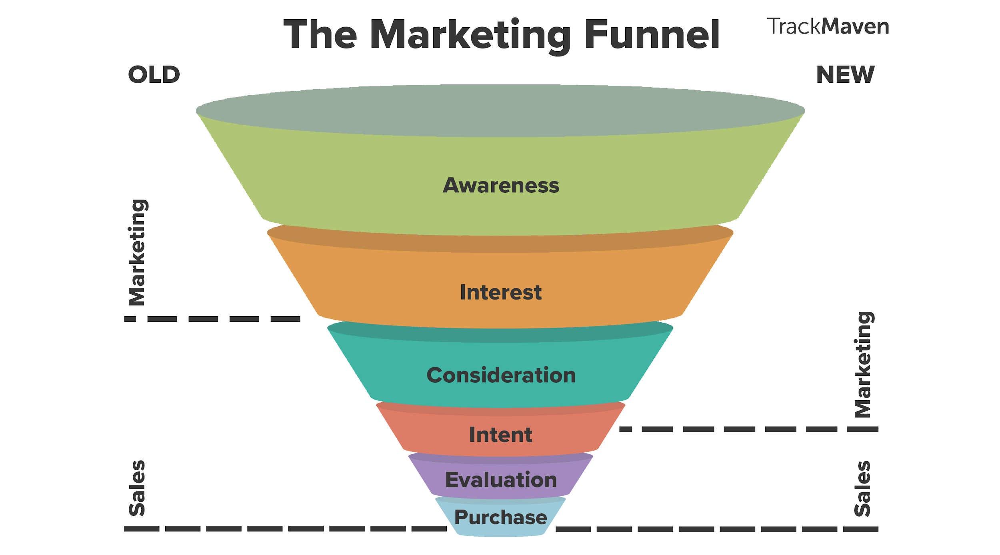 The Marketing Funnel
TrackMaven
OLD
NEW
Awareness
Marketing
Interest
Consideration
Marketing
Intent
Sales
Evaluation
Sales
Purchase